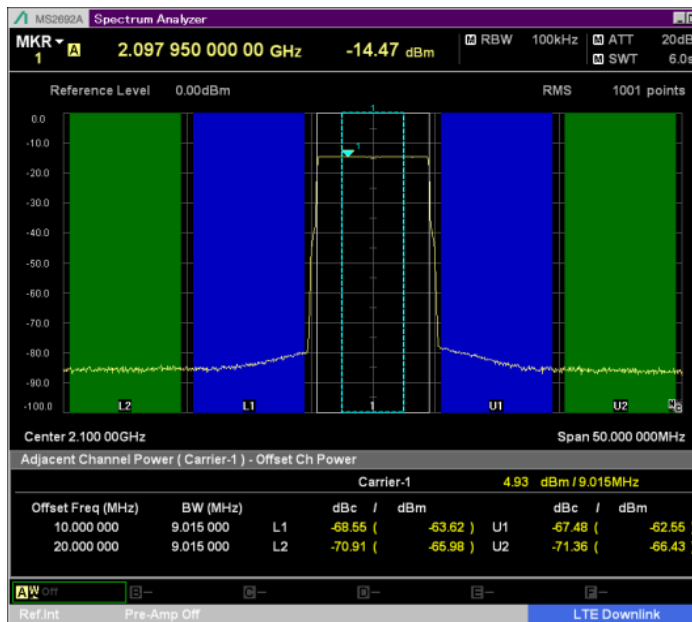 MS2692A Spectrum Analyzer
MKR 1 A 2.097 950 000 00 GHz -14.47 dBm M RBW 100kHz M ATT 20dB
M SWT 6.0s
Reference Level 0.00dBm RMS 1001 points
1
0.0
-10.0
1
-20.0
-30.0
-40.0
-50.0
-60.0
-70.0
-80.0
-90.0
-100.0
L2 L1 1 U1 U2
Center 2.100 00GHz Span 50.000 000MHz
Adjacent Channel Power ( Carrier-1 ) - Offset Ch Power
Carrier-1 4.93 dBm / 9.015MHz
Offset Freq (MHz) BW (MHz) dBc / dBm dBc / dBm
10.000 000 9.015 000 L1 -68.55 ( -63.62 ) U1 -67.48 ( -62.55
20.000 000 9.015 000 L2 -70.91 ( -65.98 ) U2 -71.36 ( -66.43
A W Off B — C — D — E — F —
Ref.Int Pre-Amp Off LTE Downlink